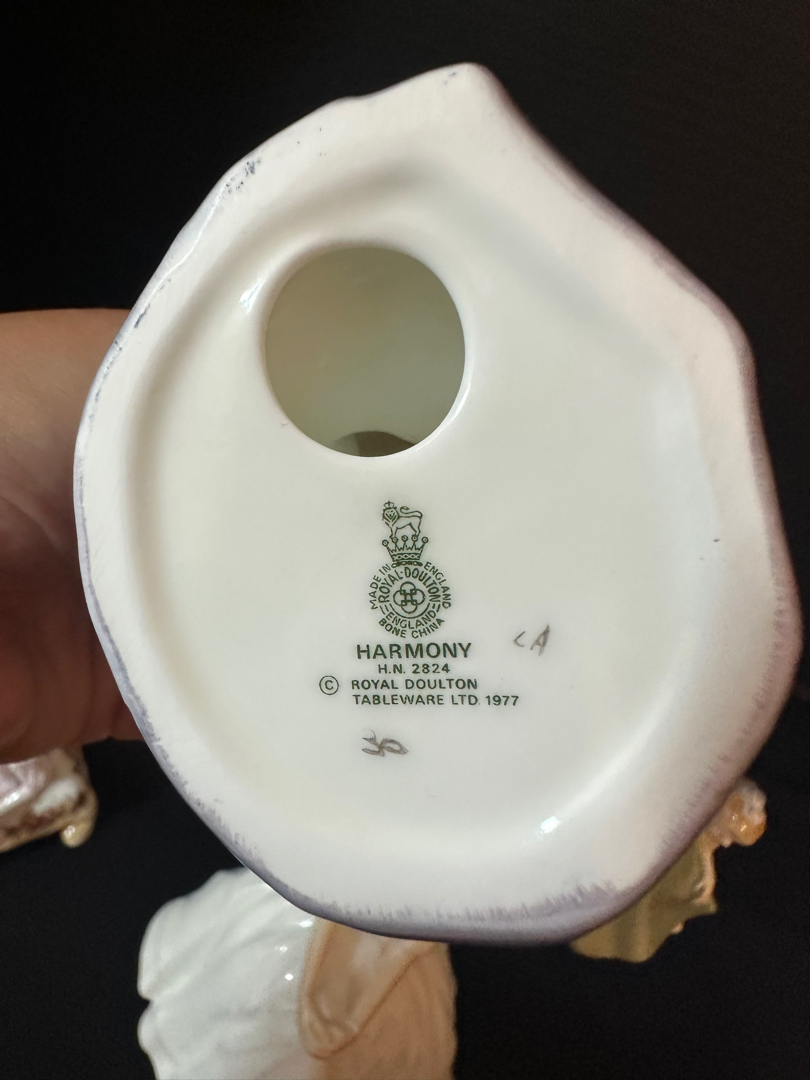 MADE IN ENGLAND
ROYAL·DOULTON
ENGLAND
BONE CHINA
HARMONY
H.N. 2824
© ROYAL DOULTON
TABLEWARE LTD. 1977